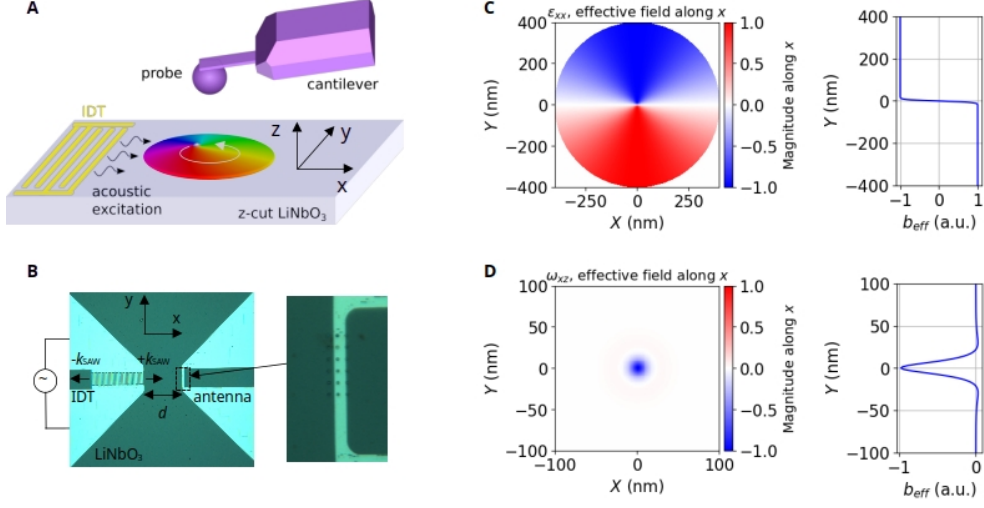 A
probe
cantilever
IDT
z
y
x
acoustic
excitation
z-cut LiNbO₃
B
y
x
-kSAW
+kSAW
~
IDT
antenna
d
LiNbO₃
C
εxx, effective field along x
400
200
0
−200
−400
Y (nm)
−250
0
250
X (nm)
1.0
0.5
0.0
−0.5
−1.0
Magnitude along x
400
200
0
−200
−400
Y (nm)
−1
0
1
beff (a.u.)
D
ωxz, effective field along x
100
50
0
−50
−100
Y (nm)
−100
0
100
X (nm)
1.0
0.5
0.0
−0.5
−1.0
Magnitude along x
100
50
0
−50
−100
Y (nm)
−1
0
beff (a.u.)